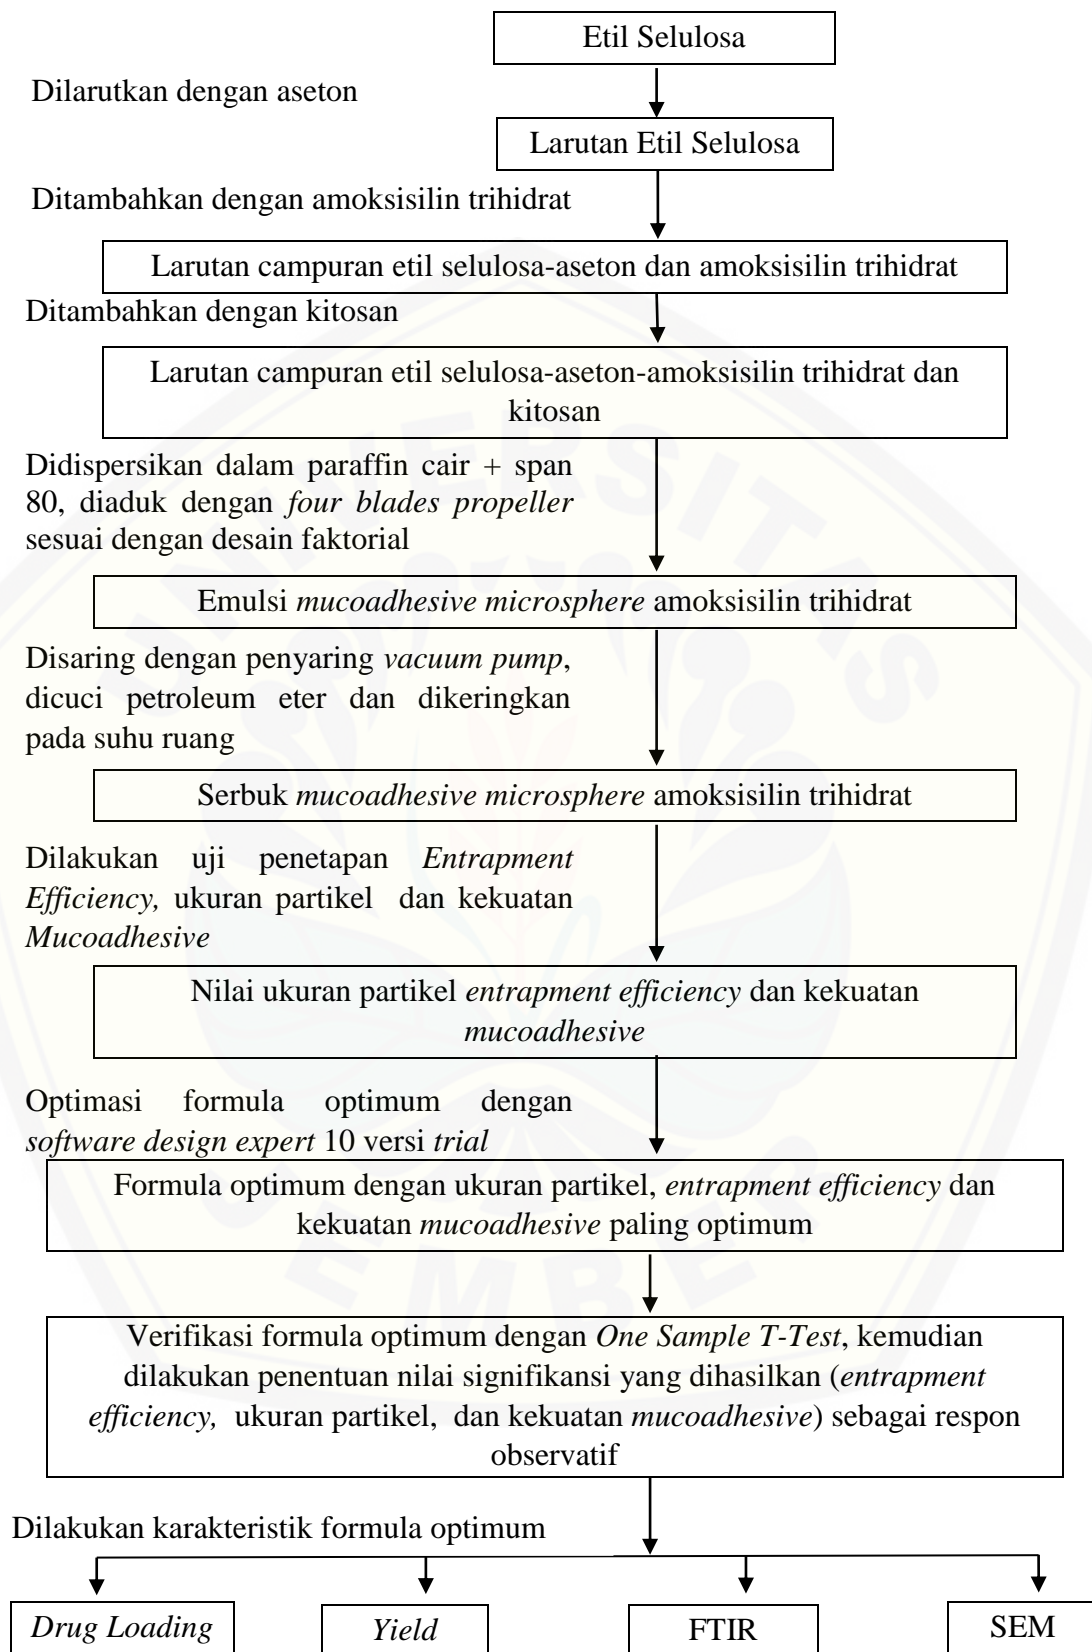 Etil Selulosa
Dilarutkan dengan aseton
Larutan Etil Selulosa
Ditambahkan dengan amoksisilin trihidrat
Larutan campuran etil selulosa-aseton dan amoksisilin trihidrat
Ditambahkan dengan kitosan
Larutan campuran etil selulosa-aseton-amoksisilin trihidrat dan
kitosan
Didispersikan dalam paraffin cair + span
80, diaduk dengan four blades propeller
sesuai dengan desain faktorial
Emulsi mucoadhesive microsphere amoksisilin trihidrat
Disaring dengan penyaring vacuum pump,
dicuci petroleum eter dan dikeringkan
pada suhu ruang
Serbuk mucoadhesive microsphere amoksisilin trihidrat
Dilakukan uji penetapan Entrapment
Efficiency, ukuran partikel dan kekuatan
Mucoadhesive
Nilai ukuran partikel entrapment efficiency dan kekuatan
mucoadhesive
Optimasi formula optimum dengan
software design expert 10 versi trial
Formula optimum dengan ukuran partikel, entrapment efficiency dan
kekuatan mucoadhesive paling optimum
Verifikasi formula optimum dengan One Sample T-Test, kemudian
dilakukan penentuan nilai signifikansi yang dihasilkan (entrapment
efficiency, ukuran partikel, dan kekuatan mucoadhesive) sebagai respon
observatif
Dilakukan karakteristik formula optimum
Drug Loading
Yield
FTIR
SEM
UNIVERSITAS
JEMBER